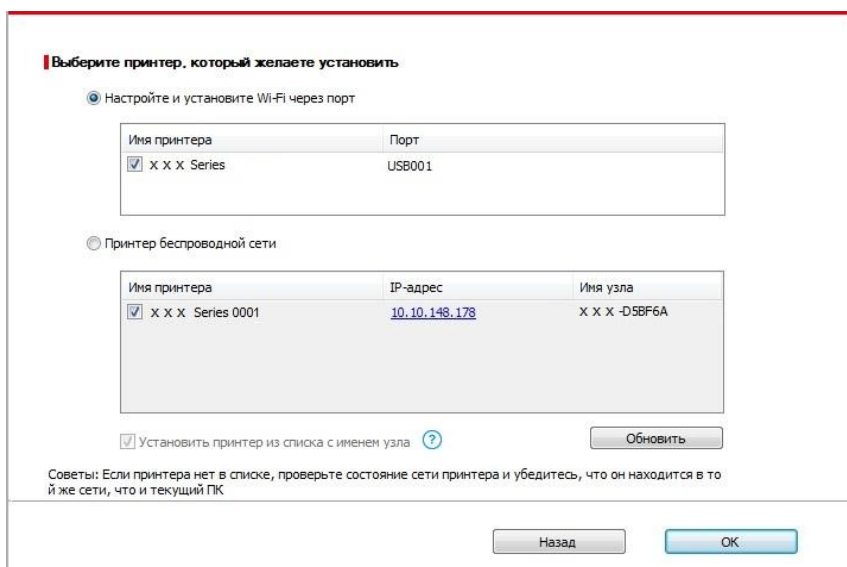 Выберите принтер, который желаете установить
Настройте и установите Wi-Fi через порт
Имя принтера Порт
X X X Series USB001
Принтер беспроводной сети
Имя принтера IP-адрес Имя узла
X X X Series 0001 10.10.148.178 X X X -D5BF6A
Установить принтер из списка с именем узла ? Обновить
Советы: Если принтера нет в списке, проверьте состояние сети принтера и убедитесь, что он находится в то
й же сети, что и текущий ПК
Назад OK